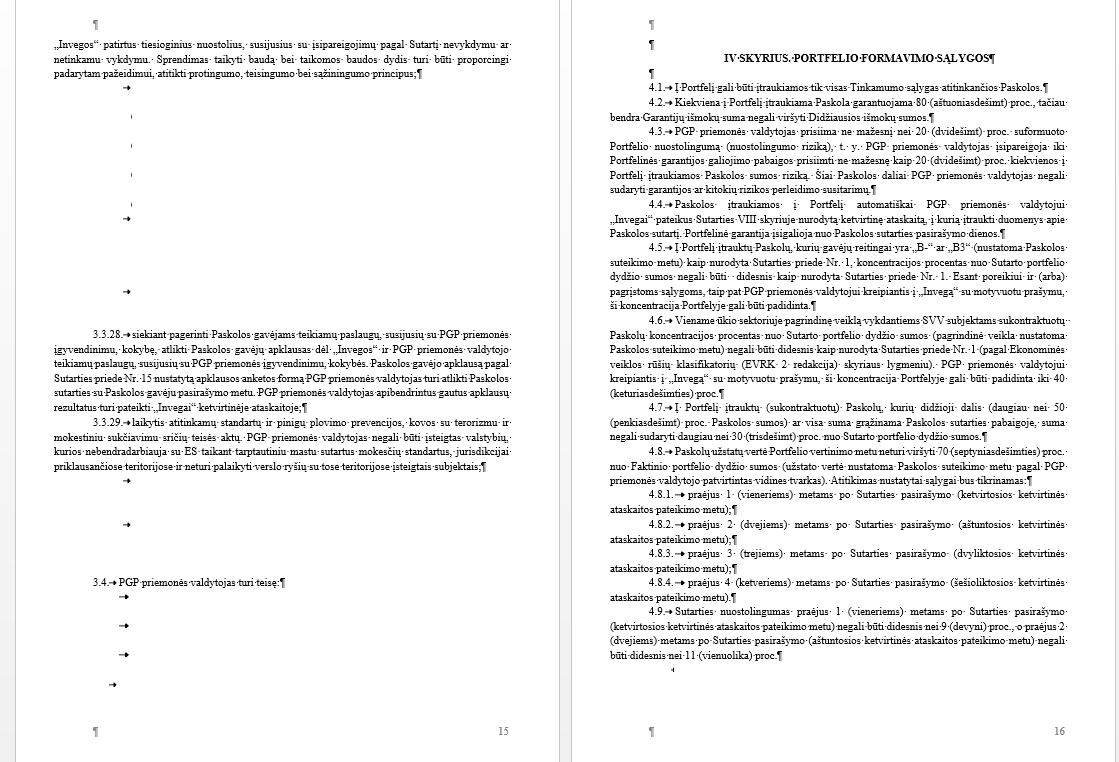 „Invegos“ patirtus tiesioginius nuostolius, susijusius su įsipareigojimų pagal Sutartį nevykdymu ar
netinkamu vykdymu. Sprendimas taikyti baudą bei taikomos baudos dydis turi būti proporcingi
padarytam pažeidimui, atitikti protingumo, teisingumo bei sąžiningumo principus;¶
3.3.28. siekiant pagerinti Paskolos gavėjams teikiamų paslaugų, susijusių su PGP priemonės
įgyvendinimu, kokybę, atlikti Paskolos gavėjų apklausas dėl „Invegos“ ir PGP priemonės valdytojo
teikiamų paslaugų, susijusių su PGP priemonės įgyvendinimu, kokybės. Paskolos gavėjo apklausą pagal
Sutarties priede Nr. 15 nustatytą apklausos anketos formą PGP priemonės valdytojas turi atlikti Paskolos
sutarties su Paskolos gavėju pasirašymo metu. PGP priemonės valdytojas apibendrintus gautus apklausų
rezultatus turi pateikti „Invegai“ ketvirtinėje ataskaitoje;¶
3.3.29. laikytis atitinkamų standartų ir pinigų plovimo prevencijos, kovos su terorizmu ir
mokestiniu sukčiavimu sričių teisės aktų. PGP priemonės valdytojas negali būti įsteigtas valstybių,
kurios nebendradarbiauja su ES taikant tarptautiniu mastu sutartus mokesčių standartus, jurisdikcijai
priklausančiose teritorijose ir neturi palaikyti verslo ryšių su tose teritorijose įsteigtais subjektais;¶
3.4. PGP priemonės valdytojas turi teisę:¶
15
IV SKYRIUS. PORTFELIO FORMAVIMO SĄLYGOS¶
4.1. Į Portfelį gali būti įtraukiamos tik visas Tinkamumo sąlygas atitinkančios Paskolos.¶
4.2. Kiekviena į Portfelį įtraukiama Paskola garantuojama 80 (aštuoniasdešimt) proc., tačiau
bendra Garantijų išmokų suma negali viršyti Didžiausios išmokų sumos.¶
4.3. PGP priemonės valdytojas prisiima ne mažesnį nei 20 (dvidešimt) proc. suformuoto
Portfelio nuostolingumą (nuostolingumo riziką), t. y. PGP priemonės valdytojas įsipareigoja iki
Portfelinės garantijos galiojimo pabaigos prisiimti ne mažesnę kaip 20 (dvidešimt) proc. kiekvienos į
Portfelį įtraukiamos Paskolos sumos riziką. Šiai Paskolos daliai PGP priemonės valdytojas negali
sudaryti garantijos ar kitokių rizikos perleidimo susitarimų.¶
4.4. Paskolos įtraukiamos į Portfelį automatiškai PGP priemonės valdytojui
„Invegai“ pateikus Sutarties VIII skyriuje nurodytą ketvirtinę ataskaitą, į kurią įtraukti duomenys apie
Paskolos sutartį. Portfelinė garantija įsigalioja nuo Paskolos sutarties pasirašymo dienos.¶
4.5. Į Portfelį įtrauktų Paskolų, kurių gavėjų reitingai yra „B-“ ar „B3“ (nustatoma Paskolos
suteikimo metu) kaip nurodyta Sutarties priede Nr. 1, koncentracijos procentas nuo Sutarto portfelio
dydžio sumos negali būti didesnis kaip nurodyta Sutarties priede Nr. 1. Esant poreikiui ir (arba)
pagrįstoms sąlygoms, taip pat PGP priemonės valdytojui kreipiantis į „Invegą“ su motyvuotu prašymu,
ši koncentracija Portfelyje gali būti padidinta.¶
4.6. Viename ūkio sektoriuje pagrindinę veiklą vykdantiems SVV subjektams sukontraktuotų
Paskolų koncentracijos procentas nuo Sutarto portfelio dydžio sumos (pagrindinė veikla nustatoma
Paskolos suteikimo metu) negali būti didesnis kaip nurodyta Sutarties priede Nr. 1 (pagal Ekonominės
veiklos rūšių klasifikatorių (EVRK 2 redakcija) skyriaus lygmeniu). PGP priemonės valdytojui
kreipiantis į „Invegą“ su motyvuotu prašymu, ši koncentracija Portfelyje gali būti padidinta iki 40
(keturiasdešimties) proc.¶
4.7. Į Portfelį įtrauktų (sukontraktuotų) Paskolų, kurių didžioji dalis (daugiau nei 50
(penkiasdešimt) proc. Paskolos sumos) ar visa suma grąžinama Paskolos sutarties pabaigoje, suma
negali sudaryti daugiau nei 30 (trisdešimt) proc. nuo Sutarto portfelio dydžio sumos.¶
4.8. Paskolų užstatų vertė Portfelio vertinimo metu neturi viršyti 70 (septyniasdešimties) proc.
nuo Faktinio portfelio dydžio sumos (užstato vertė nustatoma Paskolos suteikimo metu pagal PGP
priemonės valdytojo patvirtintas vidines tvarkas). Atitikimas nustatytai sąlygai bus tikrinamas:¶
4.8.1. praėjus 1 (vieneriems) metams po Sutarties pasirašymo (ketvirtosios ketvirtinės
ataskaitos pateikimo metu);¶
4.8.2. praėjus 2 (dvejiems) metams po Sutarties pasirašymo (aštuntosios ketvirtinės
ataskaitos pateikimo metu);¶
4.8.3. praėjus 3 (trejiems) metams po Sutarties pasirašymo (dvyliktosios ketvirtinės
ataskaitos pateikimo metu);¶
4.8.4. praėjus 4 (ketveriems) metams po Sutarties pasirašymo (šešioliktosios ketvirtinės
ataskaitos pateikimo metu).¶
4.9. Sutarties nuostolingumas praėjus 1 (vieneriems) metams po Sutarties pasirašymo
(ketvirtosios ketvirtinės ataskaitos pateikimo metu) negali būti didesnis nei 9 (devyni) proc., o praėjus 2
(dvejiems) metams po Sutarties pasirašymo (aštuntosios ketvirtinės ataskaitos pateikimo metu) negali
būti didesnis nei 11 (vienuolika) proc.¶
16